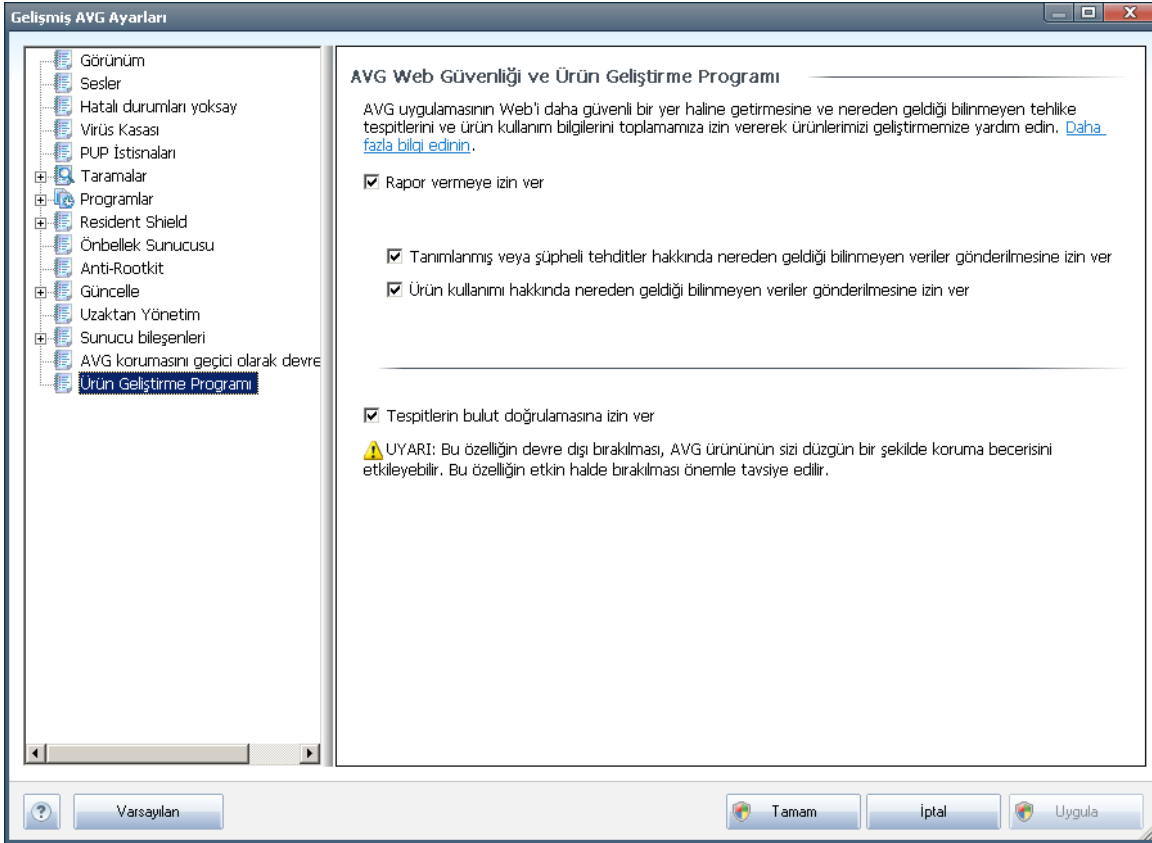 Gelişmiş AVG Ayarları
Görünüm
Sesler
Hatalı durumları yoksay
Virüs Kasası
PUP İstisnaları
Taramalar
Programlar
Resident Shield
Önbellek Sunucusu
Anti-Rootkit
Güncelle
Uzaktan Yönetim
Sunucu bileşenleri
AVG korumasını geçici olarak devre
Ürün Geliştirme Programı
AVG Web Güvenliği ve Ürün Geliştirme Programı
AVG uygulamasının Web'i daha güvenli bir yer haline getirmesine ve nereden geldiği bilinmeyen tehlike
tespitlerini ve ürün kullanım bilgilerini toplamamıza izin vererek ürünlerimizi geliştirmemize yardım edin. Daha
fazla bilgi edinin.
Rapor vermeye izin ver
Tanımlanmış veya şüpheli tehditler hakkında nereden geldiği bilinmeyen veriler gönderilmesine izin ver
Ürün kullanımı hakkında nereden geldiği bilinmeyen veriler gönderilmesine izin ver
Tespitlerin bulut doğrulamasına izin ver
UYARI: Bu özelliğin devre dışı bırakılması, AVG ürününün sizi düzgün bir şekilde koruma becerisini
etkileyebilir. Bu özelliğin etkin halde bırakılması önemle tavsiye edilir.
? Varsayılan Tamam İptal Uygula